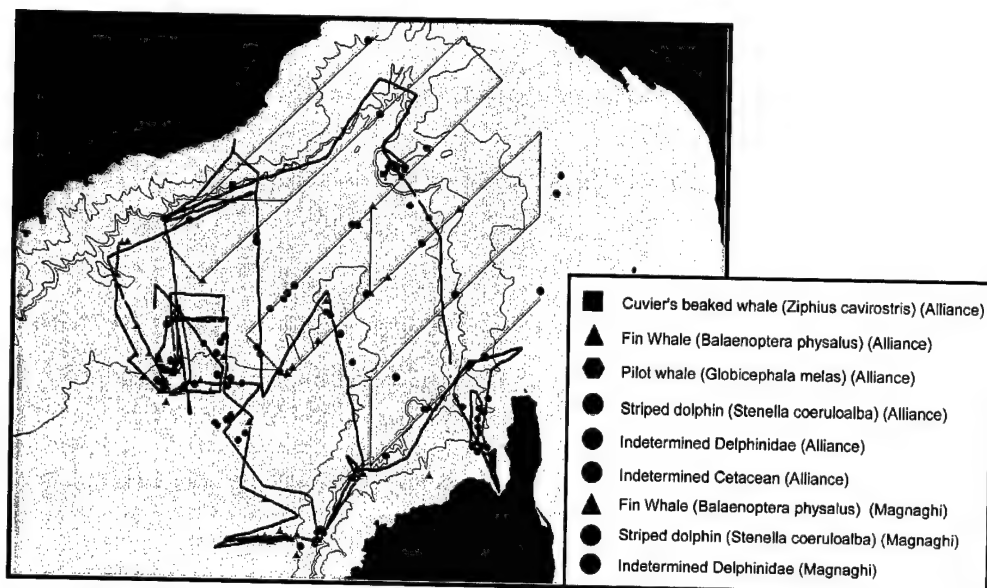 Cuvier's beaked whale (Ziphius cavirostris) (Alliance)
Fin Whale (Balaenoptera physalus) (Alliance)
Pilot whale (Globicephala melas) (Alliance)
Striped dolphin (Stenella coeruloalba) (Alliance)
Indetermined Delphinidae (Alliance)
Indetermined Cetacean (Alliance)
Fin Whale (Balaenoptera physalus) (Magnaghi)
Striped dolphin (Stenella coeruloalba) (Magnaghi)
Indetermined Delphinidae (Magnaghi)